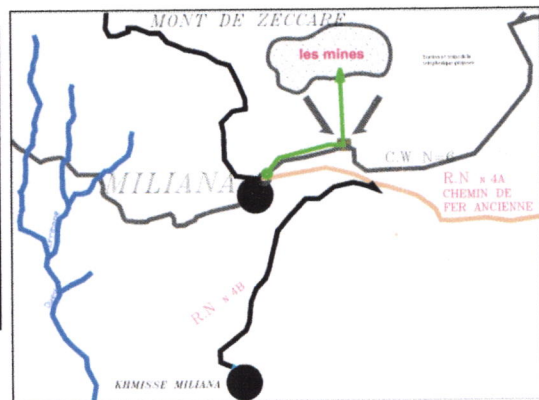 MONT DE ZECCARE
les mines
C.W N=6
MILIANA
R.N x 4A
CHEMIN DE
FER ANCIENNE
R.N x 4B
KHMISSE MILIANA